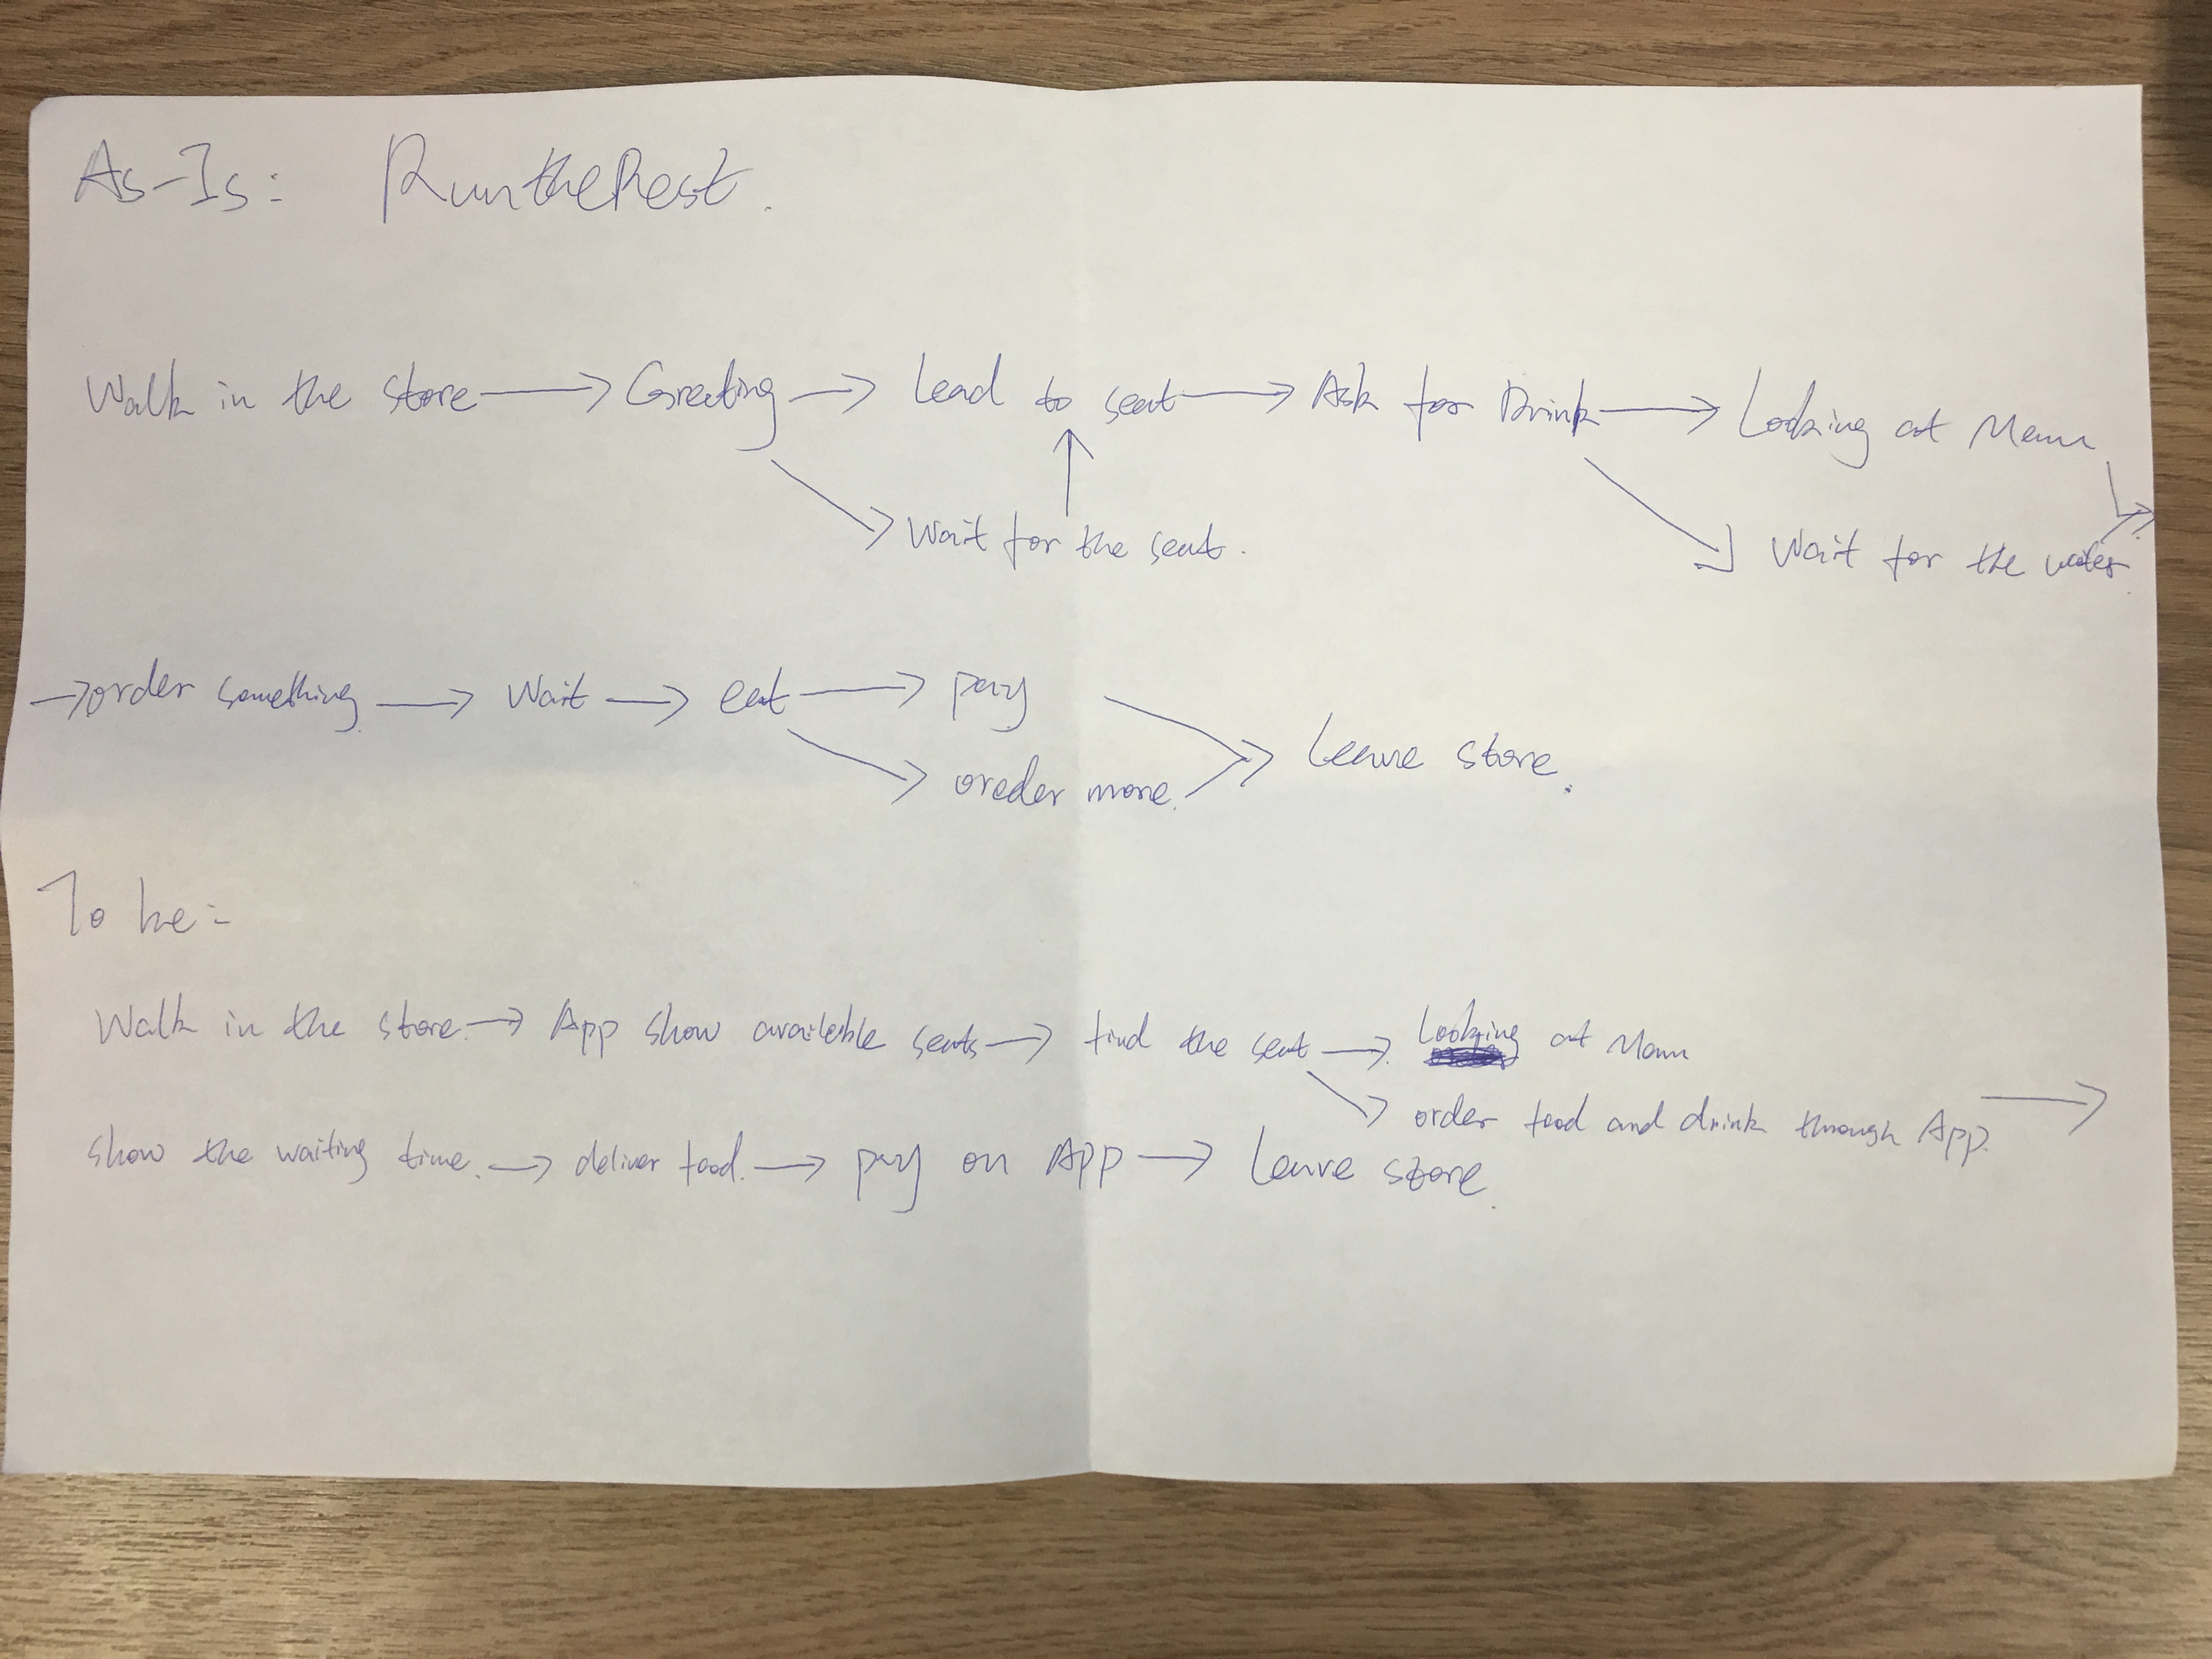 As-Is: RuntheRest.
Walk in the store → Greeting → Lead to seat → Ask for Drink → Looking at Menu
→ Wait for the seat. ↑ → Wait for the water. →
→ order something → Wait → eat → pay → Leave store.
→ oreder more. →
To be:-
Walk in the store. → App show available seats → find the seat → Looking at Menu
→ order food and drink through App. →
show the waiting time. → deliver food. → pay on App → Leave store.